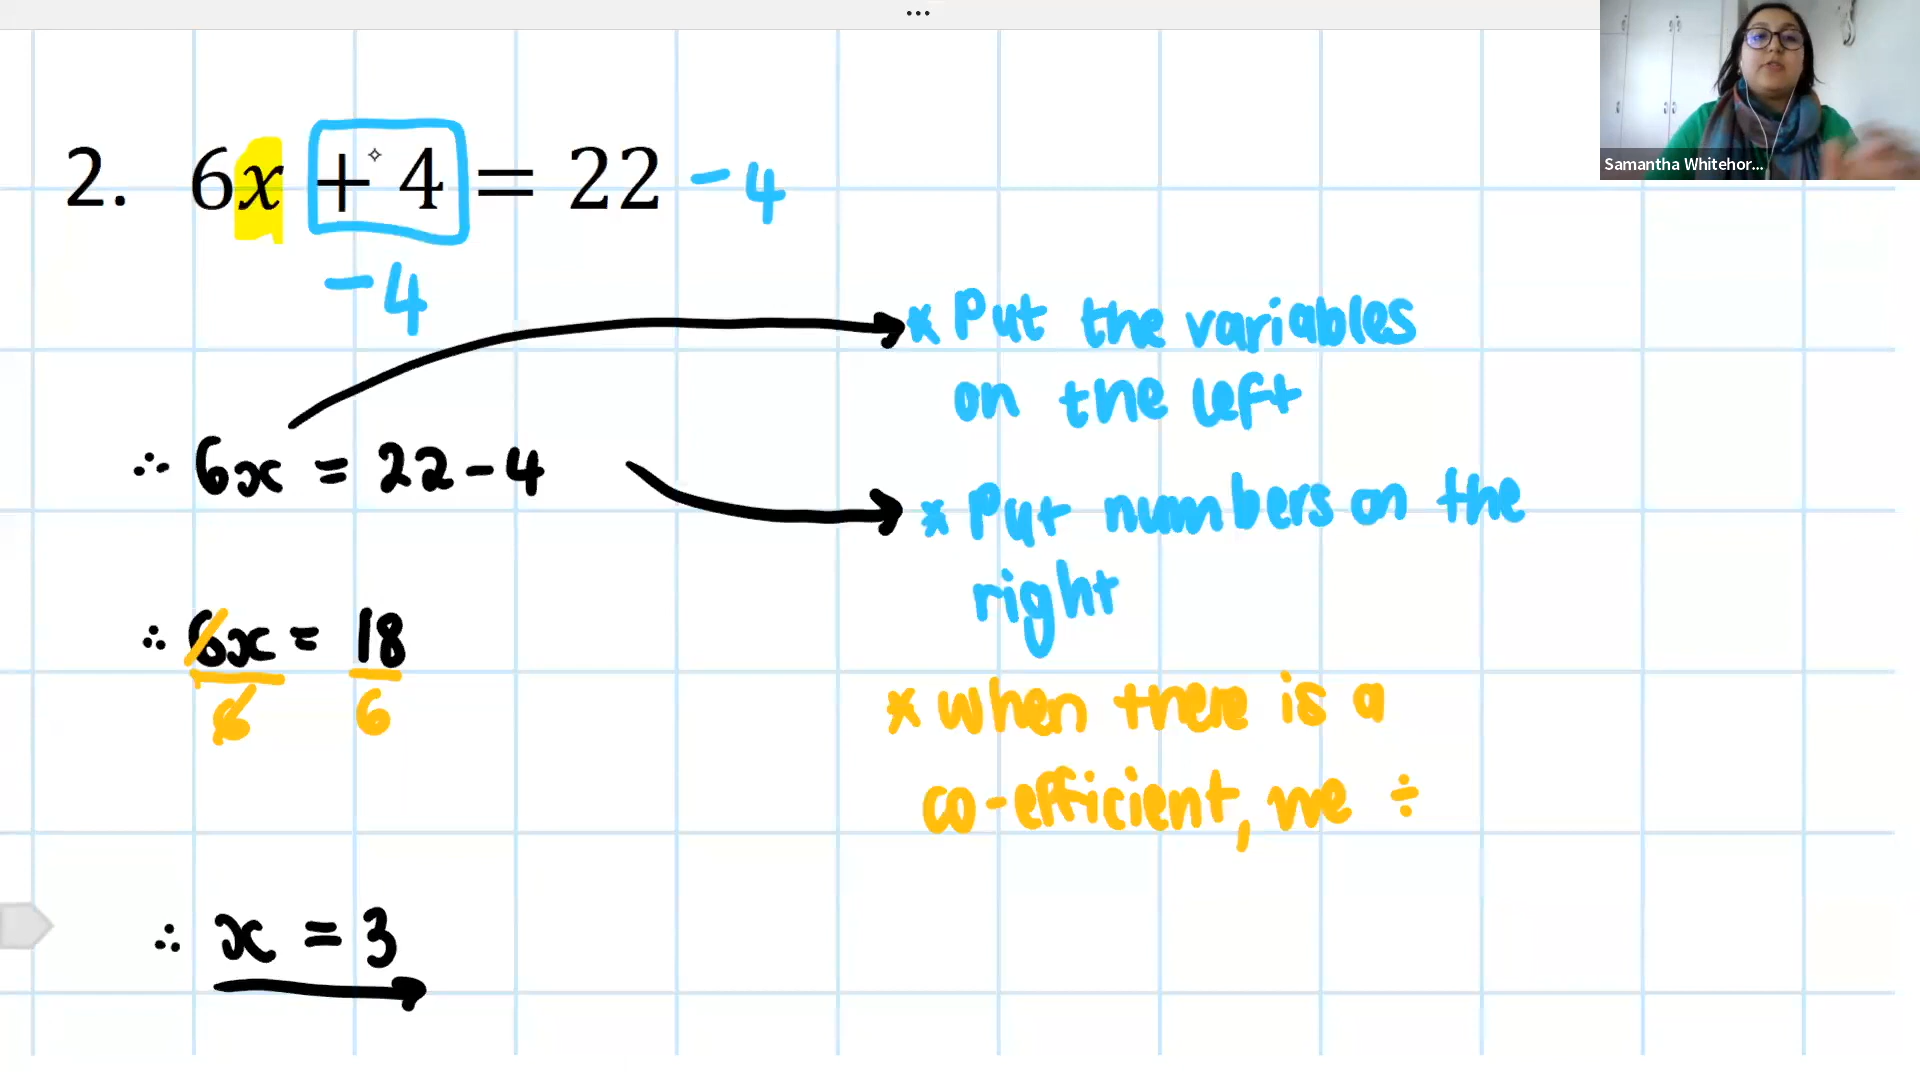 ...
2. 6x + 4 = 22 - 4
- 4
* Put the variables
on the left
∴ 6x = 22 - 4
* Put numbers on the
right
∴ 6x = 18
6 6
* when there is a
co-efficient, we ÷
∴ x = 3
Samantha Whitehor...